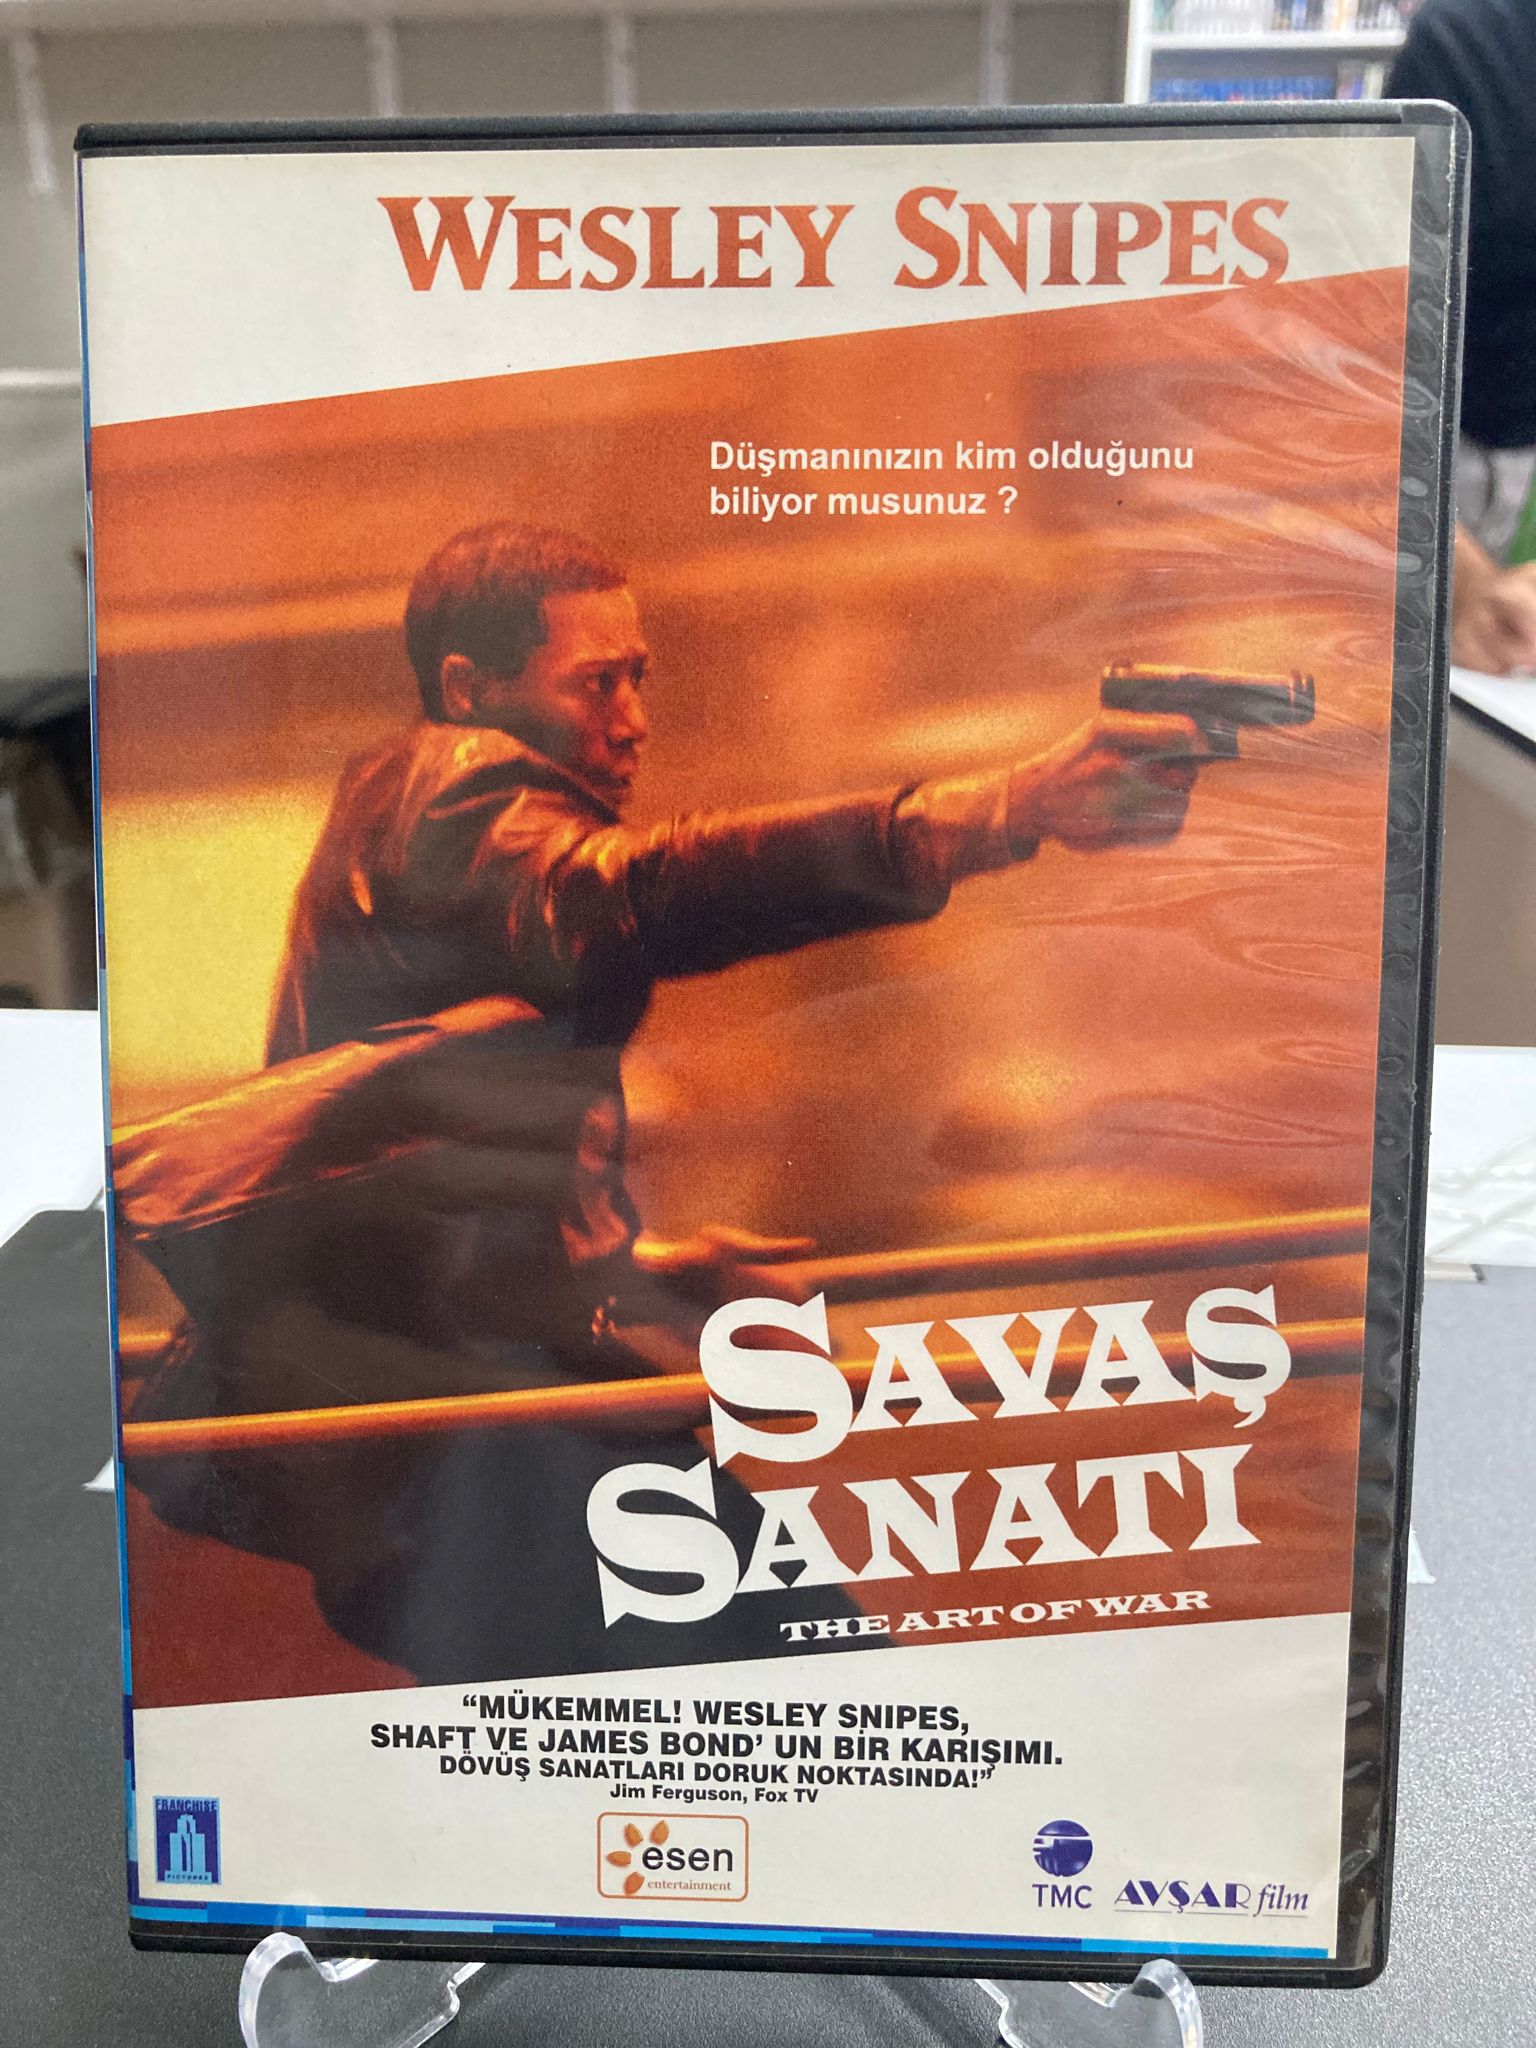 WESLEY SNIPES
Düşmanınızın kim olduğunu
biliyor musunuz ?
SAVAŞ
SANATI
THE ART OF WAR
“MÜKEMMEL! WESLEY SNIPES,
SHAFT VE JAMES BOND’ UN BİR KARIŞIMI.
DÖVÜŞ SANATLARI DORUK NOKTASINDA!”
Jim Ferguson, Fox TV
FRANCHISE
PICTURES
esen
entertainment
TMC
AVŞAR film